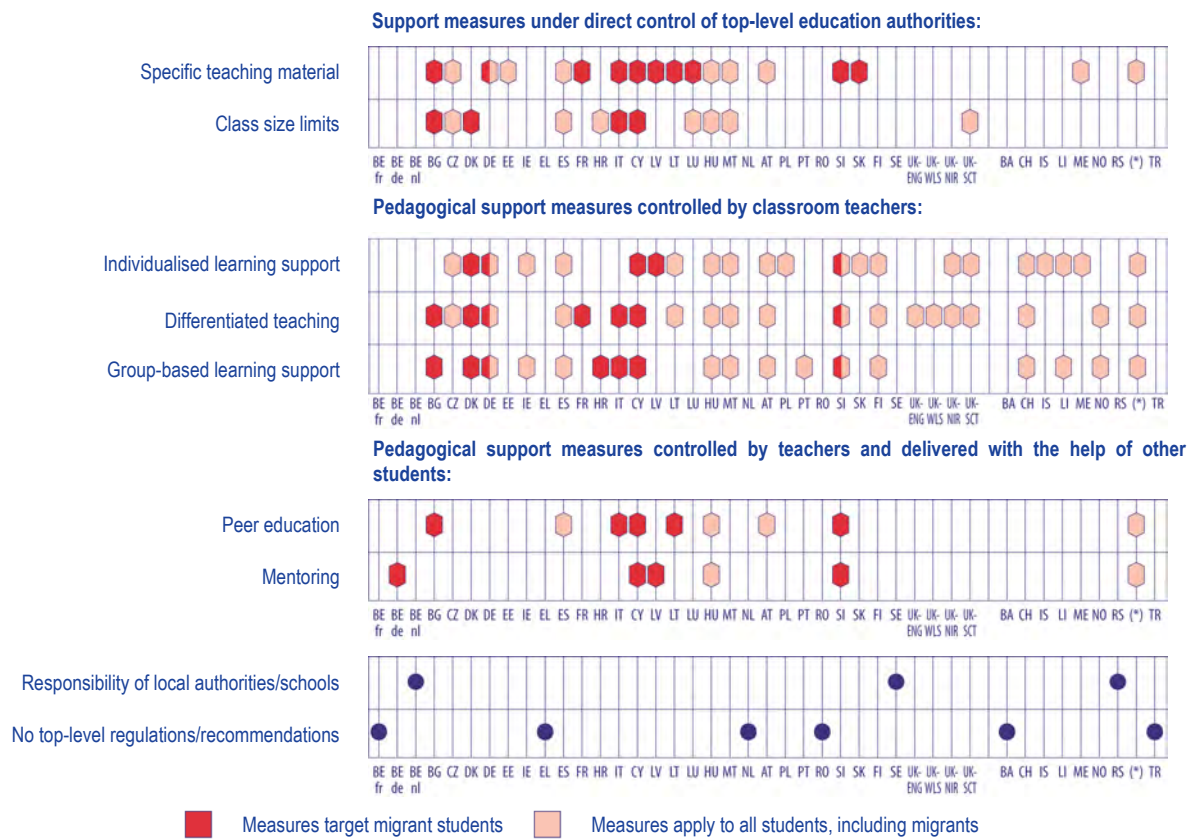 Support measures under direct control of top-level education authorities:
Specific teaching material
Class size limits
BE fr BE de BE nl BG CZ DK DE EE IE EL ES FR HR IT CY LV LT LU HU MT NL AT PL PT RO SI SK FI SE UK-ENG UK-WLS UK-NIR UK-SCT BA CH IS LI ME NO RS (*) TR
Pedagogical support measures controlled by classroom teachers:
Individualised learning support
Differentiated teaching
Group-based learning support
BE fr BE de BE nl BG CZ DK DE EE IE EL ES FR HR IT CY LV LT LU HU MT NL AT PL PT RO SI SK FI SE UK-ENG UK-WLS UK-NIR UK-SCT BA CH IS LI ME NO RS (*) TR
Pedagogical support measures controlled by teachers and delivered with the help of other
students:
Peer education
Mentoring
BE fr BE de BE nl BG CZ DK DE EE IE EL ES FR HR IT CY LV LT LU HU MT NL AT PL PT RO SI SK FI SE UK-ENG UK-WLS UK-NIR UK-SCT BA CH IS LI ME NO RS (*) TR
Responsibility of local authorities/schools
No top-level regulations/recommendations
BE fr BE de BE nl BG CZ DK DE EE IE EL ES FR HR IT CY LV LT LU HU MT NL AT PL PT RO SI SK FI SE UK-ENG UK-WLS UK-NIR UK-SCT BA CH IS LI ME NO RS (*) TR
Measures target migrant students
Measures apply to all students, including migrants